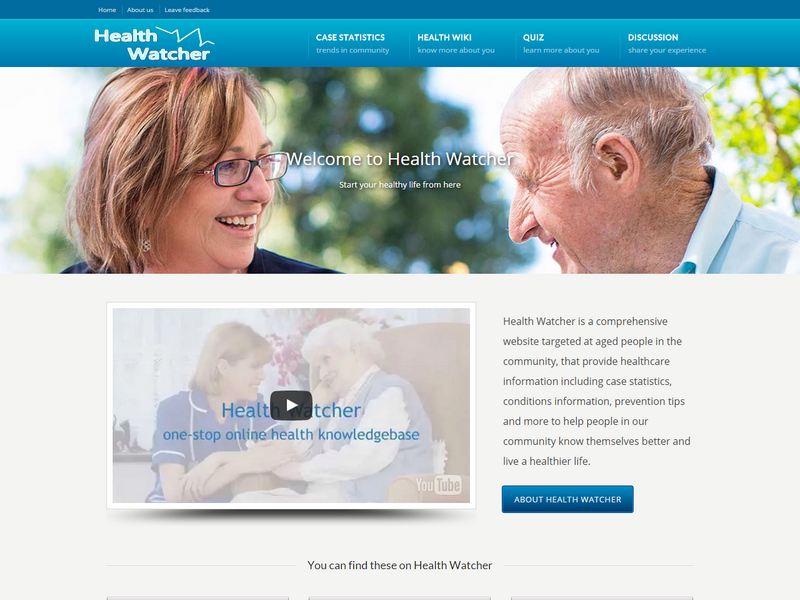 Home
About us
Leave feedback
Health
Watcher
CASE STATISTICS
trends in community
HEALTH WIKI
know more about you
QUIZ
learn more about you
DISCUSSION
share your experience
Welcome to Health Watcher
Start your healthy life from here
Health Watcher
one-stop online health knowledgebase
YouTube
Health Watcher is a comprehensive
website targeted at aged people in the
community, that provide healthcare
information including case statistics,
conditions information, prevention tips
and more to help people in our
community know themselves better and
live a healthier life.
ABOUT HEALTH WATCHER
You can find these on Health Watcher